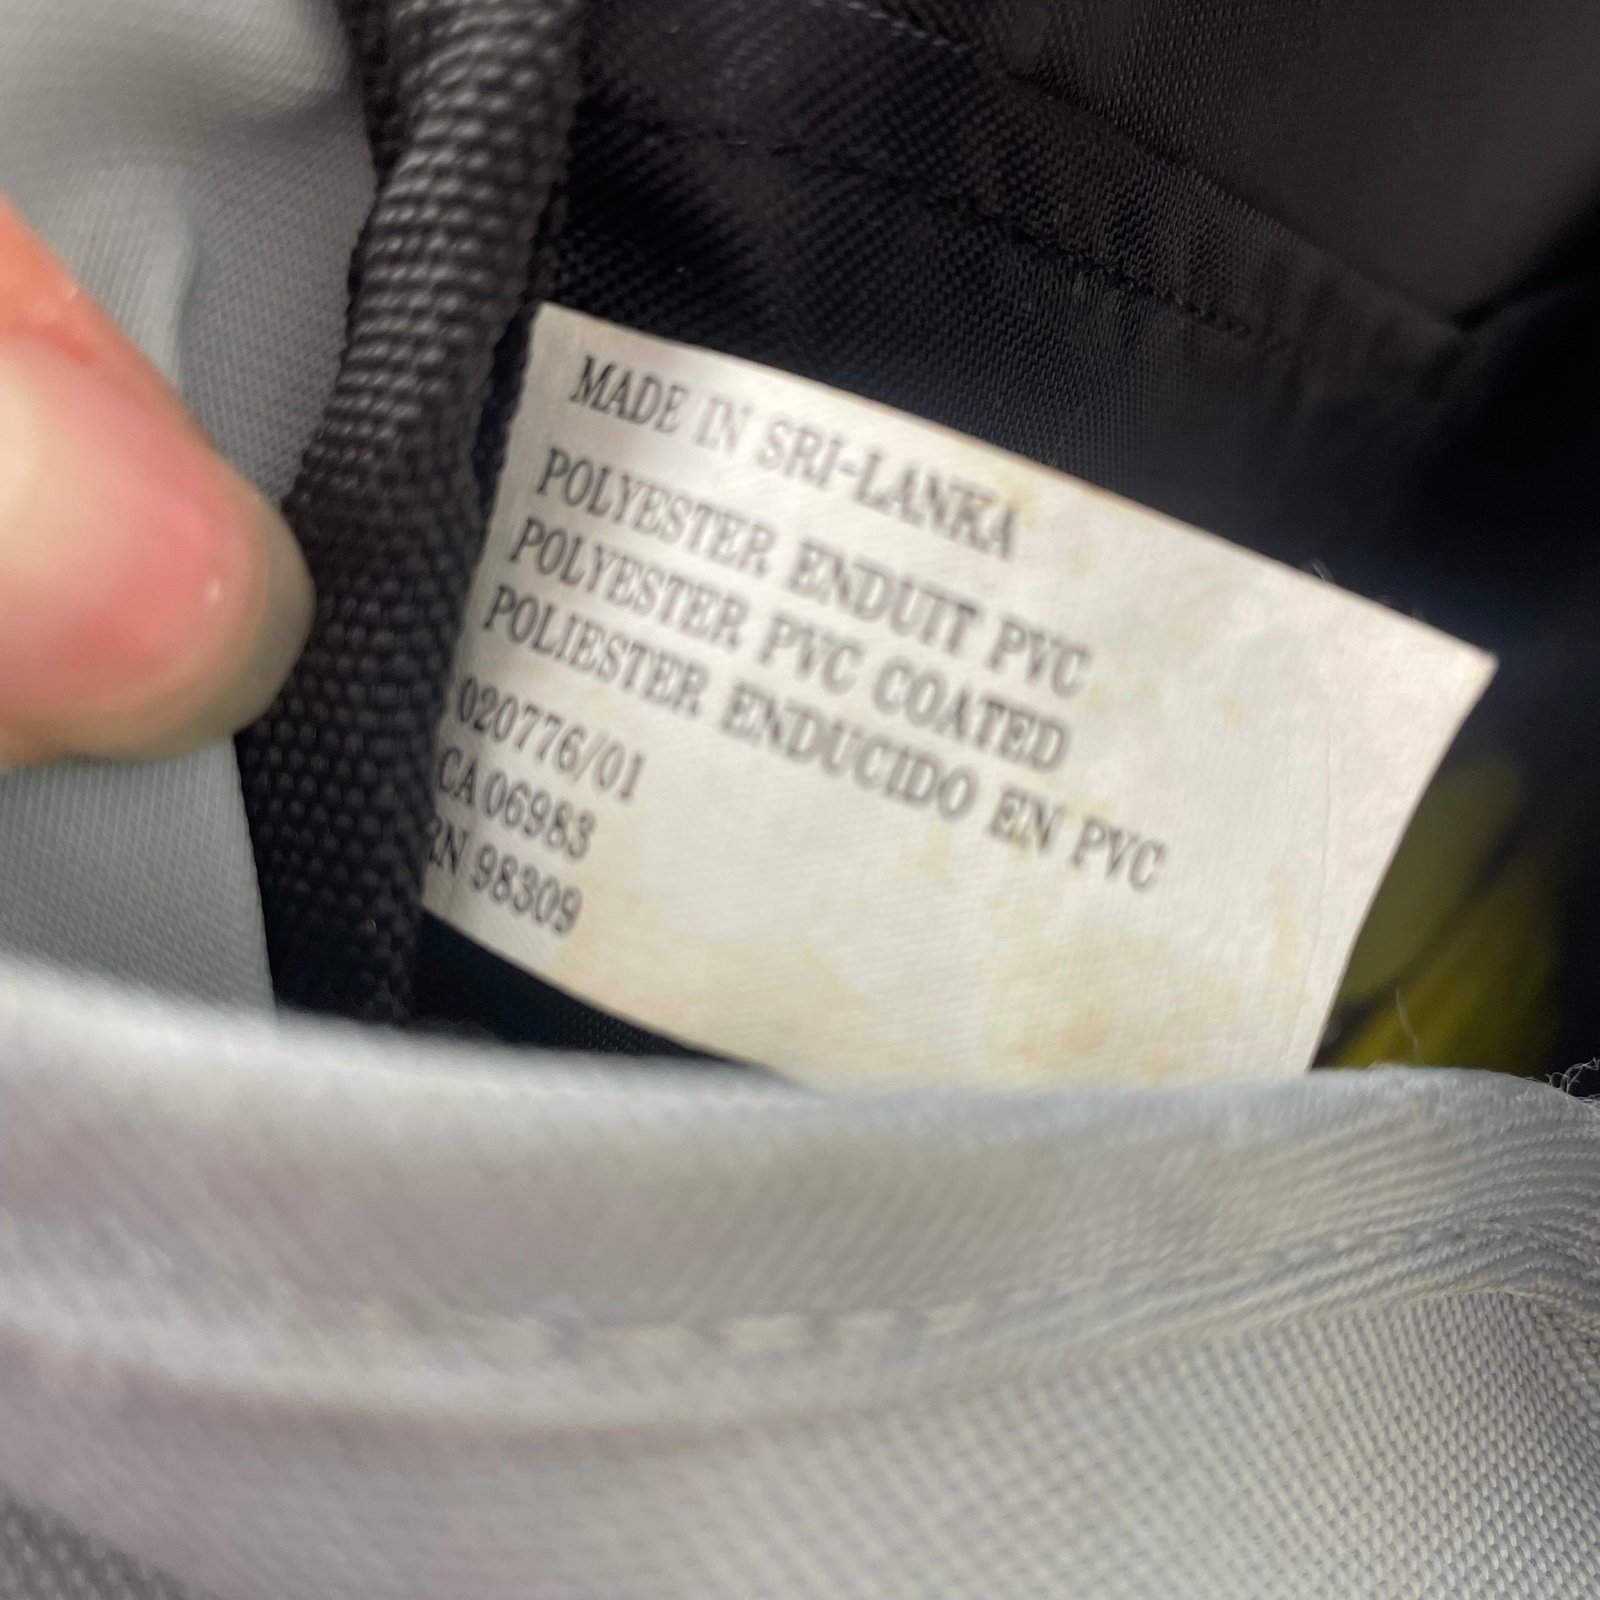 MADE IN SRI-LANKA
POLYESTER ENDUIT PVC
POLYESTER PVC COATED
POLIESTER ENDUCIDO EN PVC
020776/01
CA 06983
RN 98309